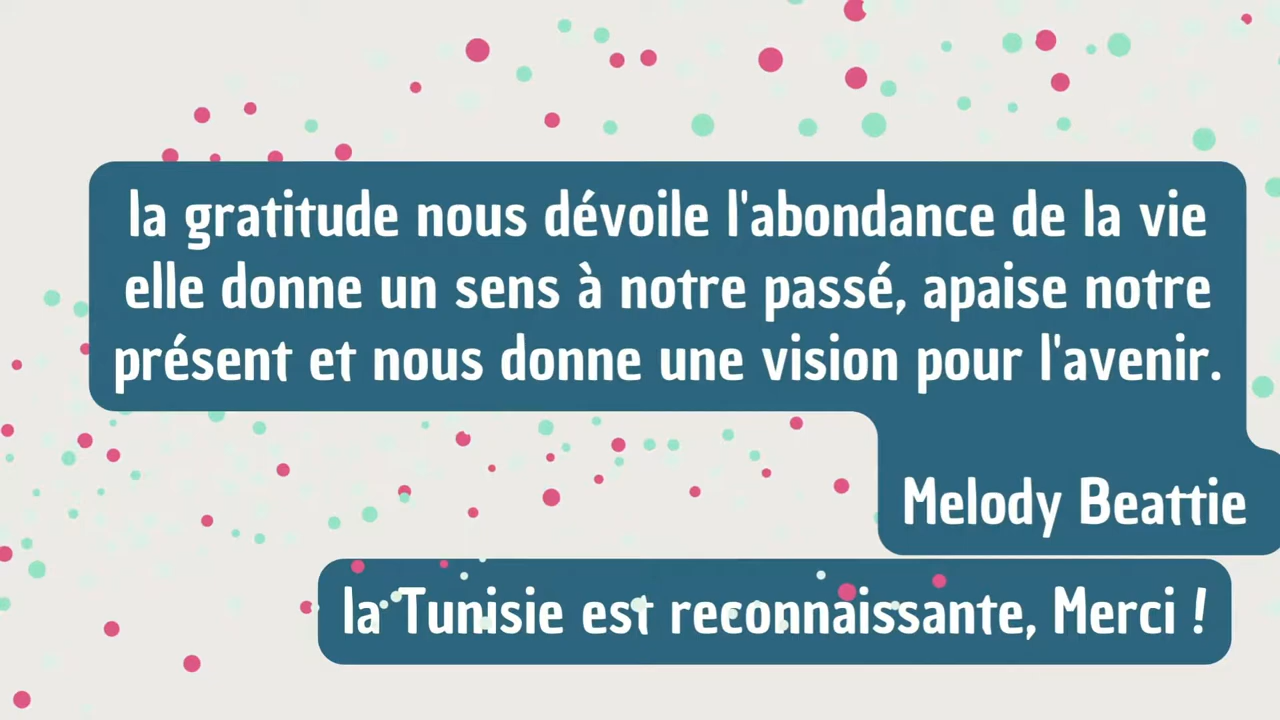 la gratitude nous dévoile l'abondance de la vie
elle donne un sens à notre passé, apaise notre
présent et nous donne une vision pour l'avenir.
Melody Beattie
la Tunisie est reconnaissante, Merci !